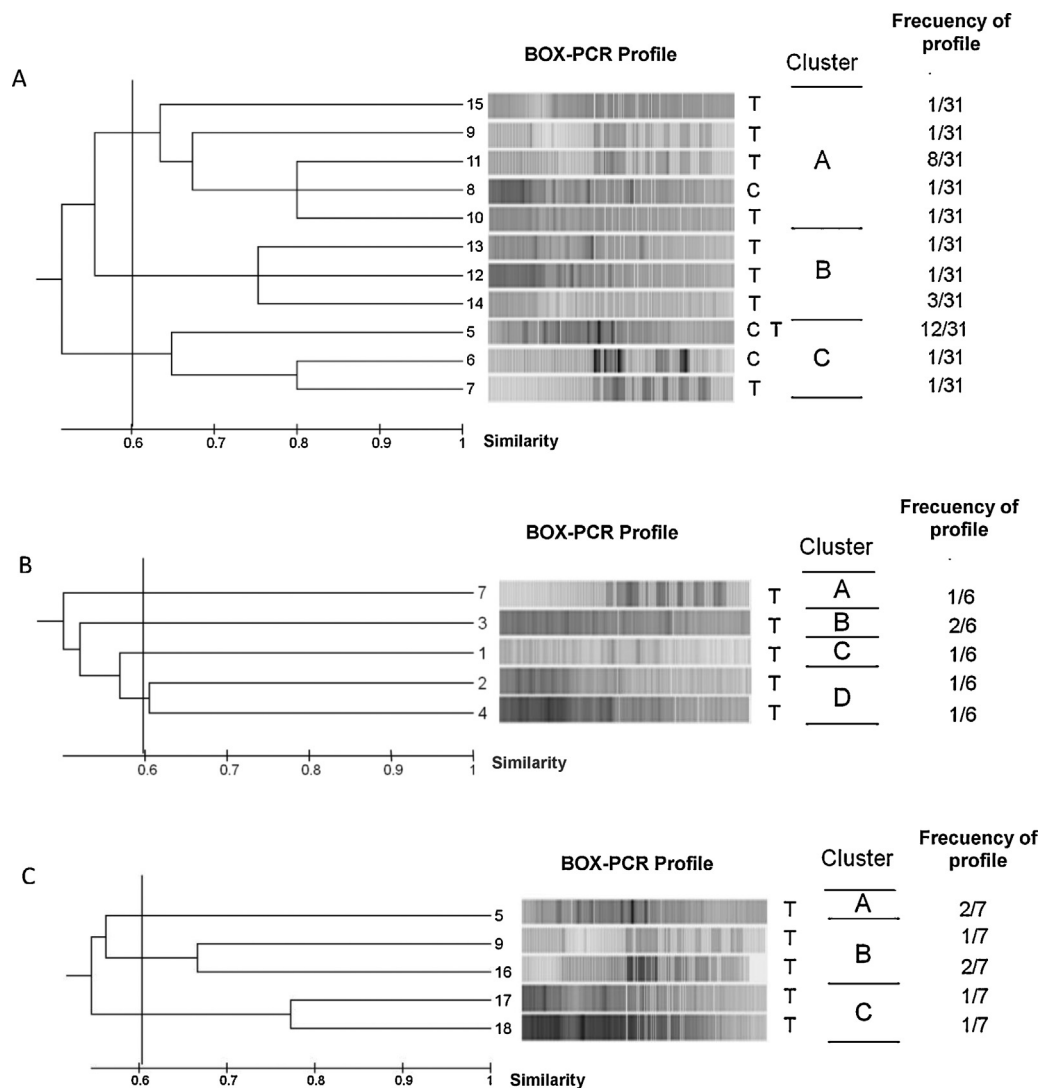 Frecuency of
profile
BOX-PCR Profile
Cluster
.
A
15 T 1/31
9 T 1/31
11 T A 8/31
8 C 1/31
10 T 1/31
13 T 1/31
12 T B 1/31
14 T 3/31
5 C T 12/31
6 C C 1/31
7 T 1/31
0.6 0.7 0.8 0.9 1 Similarity
Frecuency of
profile
BOX-PCR Profile
Cluster
.
B
7 T A 1/6
3 T B 2/6
1 T C 1/6
2 T 1/6
D
4 T 1/6
0.6 0.7 0.8 0.9 1 Similarity
Frecuency of
profile
Cluster
BOX-PCR Profile
C
5 T A 2/7
9 T 1/7
B
16 T 2/7
17 T 1/7
C
18 T 1/7
0.6 0.7 0.8 0.9 1 Similarity